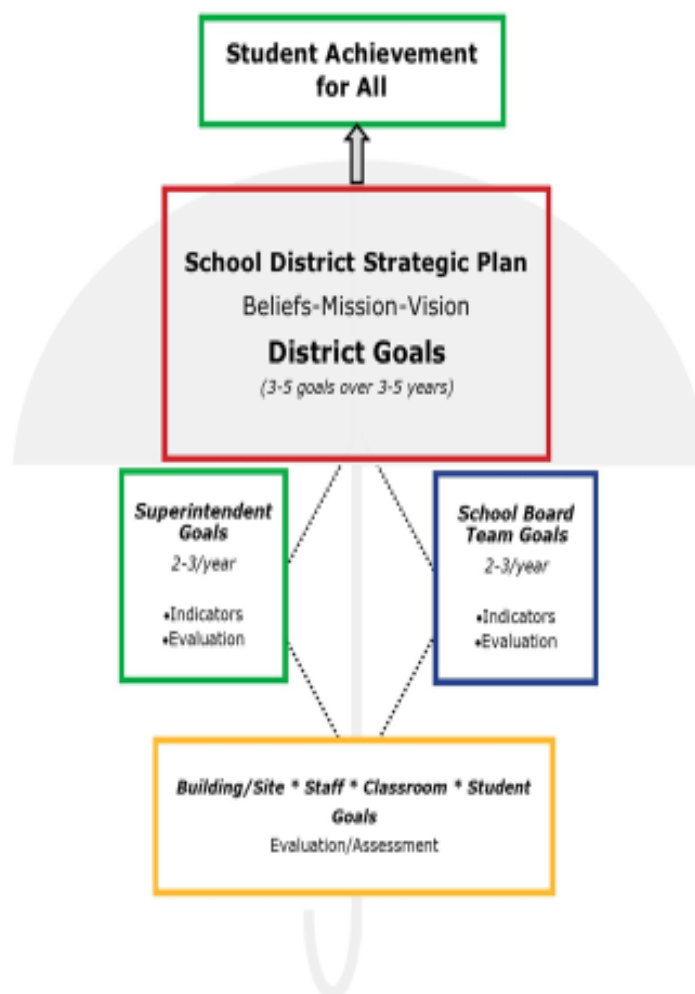 Student Achievement
for All
School District Strategic Plan
Beliefs-Mission-Vision
District Goals
(3-5 goals over 3-5 years)
Superintendent
Goals
2-3/year
•Indicators
•Evaluation
School Board
Team Goals
2-3/year
•Indicators
•Evaluation
Building/Site * Staff * Classroom * Student
Goals
Evaluation/Assessment